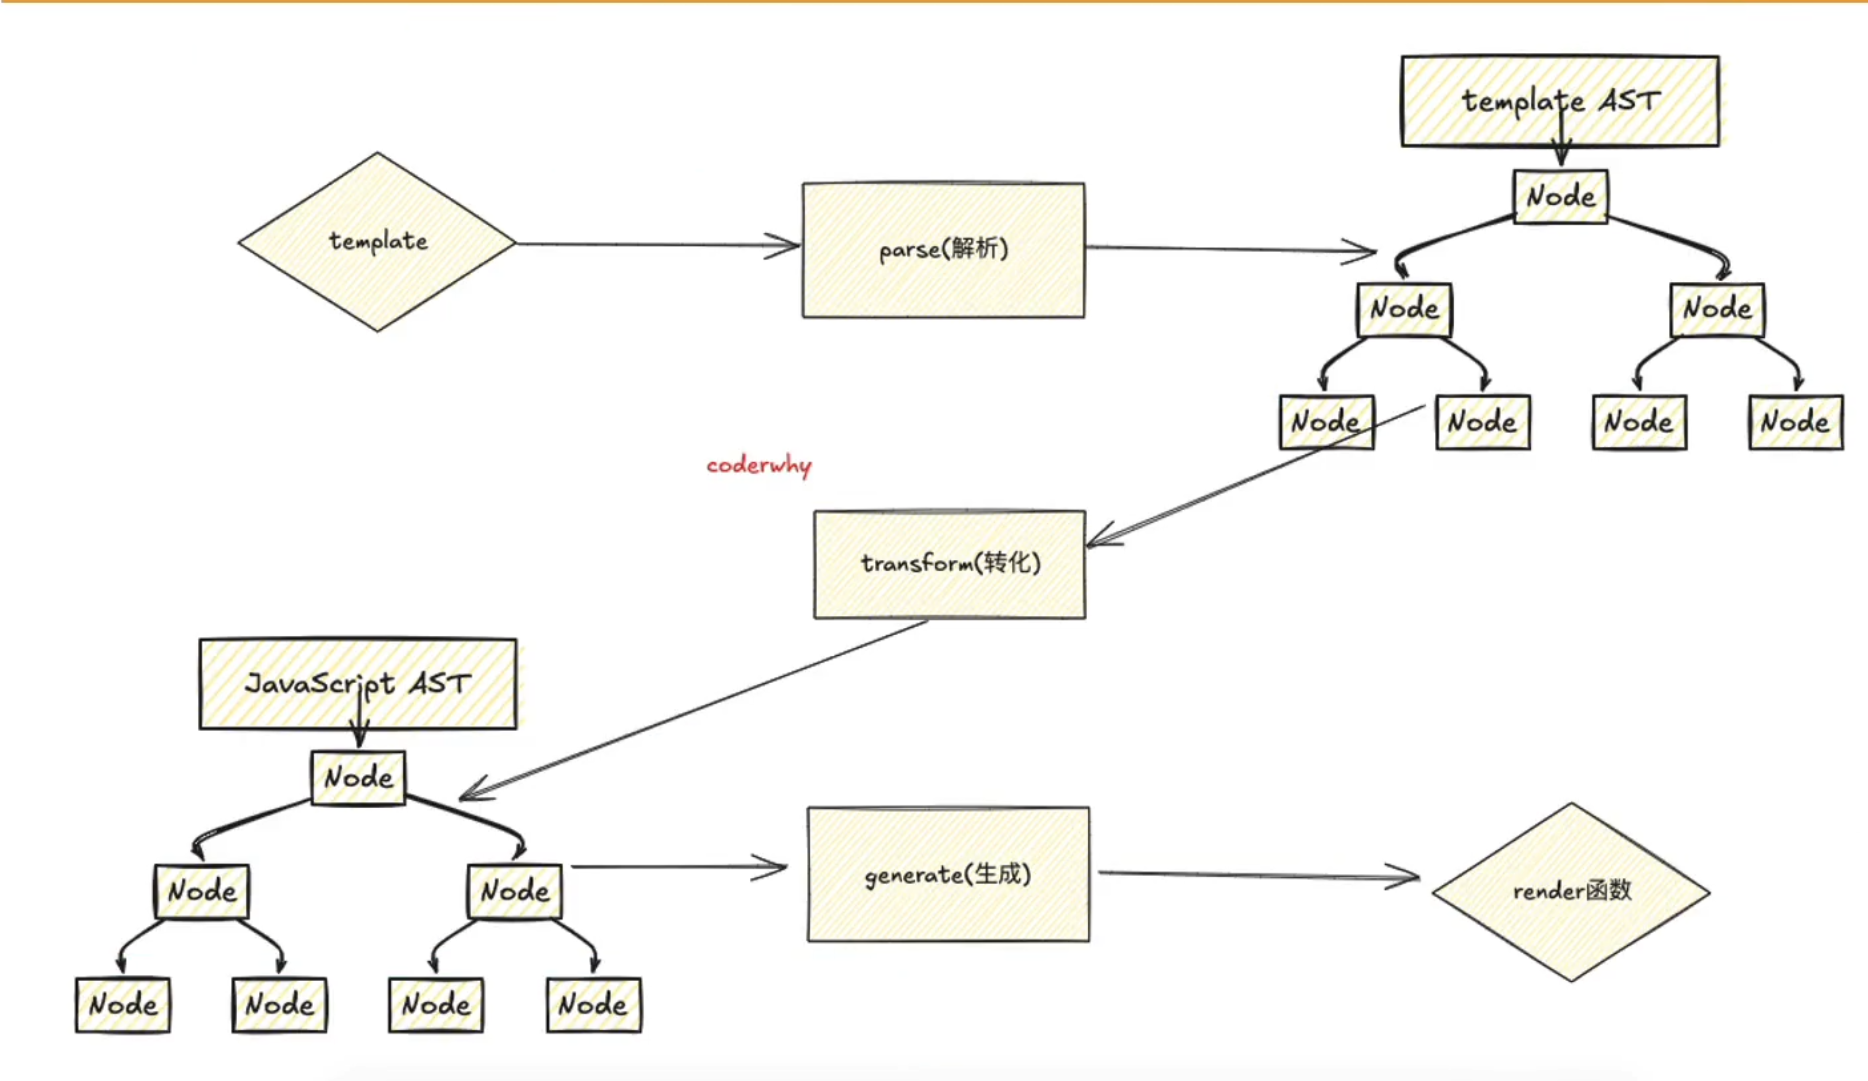 template
parse(解析)
template AST
Node
Node
Node
Node
Node
Node
Node
coderwhy
transform(转化)
JavaScript AST
Node
Node
Node
Node
Node
Node
Node
generate(生成)
render函数